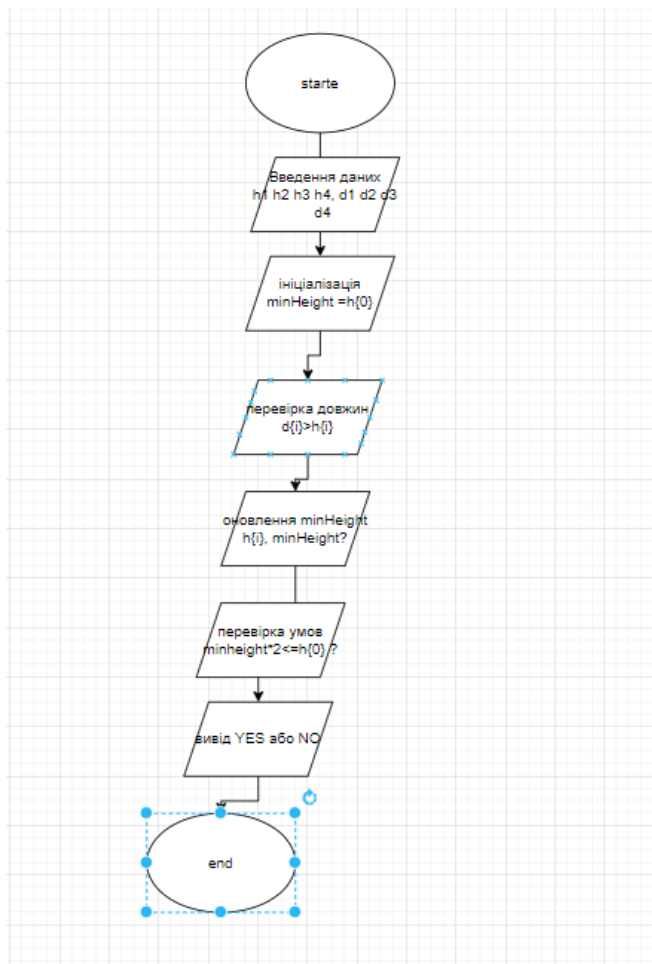 starte
Введення даних
h1 h2 h3 h4, d1 d2 d3
d4
ініціалізація
minHeight =h{0}
перевірка довжин
d{i}>h{i}
оновлення minHeight
h{i}, minHeight?
перевірка умов
minheight*2<=h{0} ?
вивід YES або NO
end